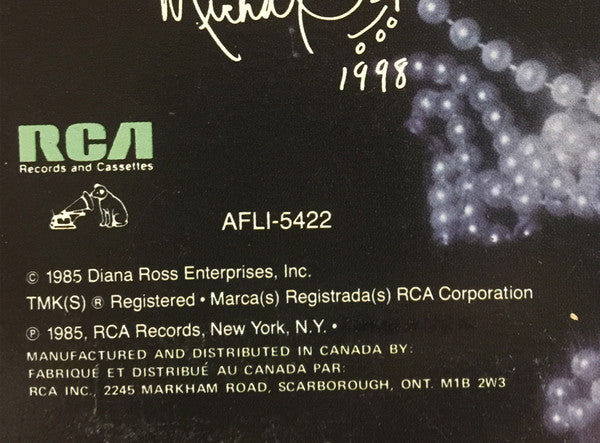 Micha
1998
RCA
Records and Cassettes
AFLI-5422
© 1985 Diana Ross Enterprises, Inc.
TMK(S) ® Registered • Marca(s) Registrada(s) RCA Corporation
℗ 1985, RCA Records, New York, N.Y. •
MANUFACTURED AND DISTRIBUTED IN CANADA BY:
FABRIQUÉ ET DISTRIBUÉ AU CANADA PAR:
RCA INC., 2245 MARKHAM ROAD, SCARBOROUGH, ONT. M1B 2W3